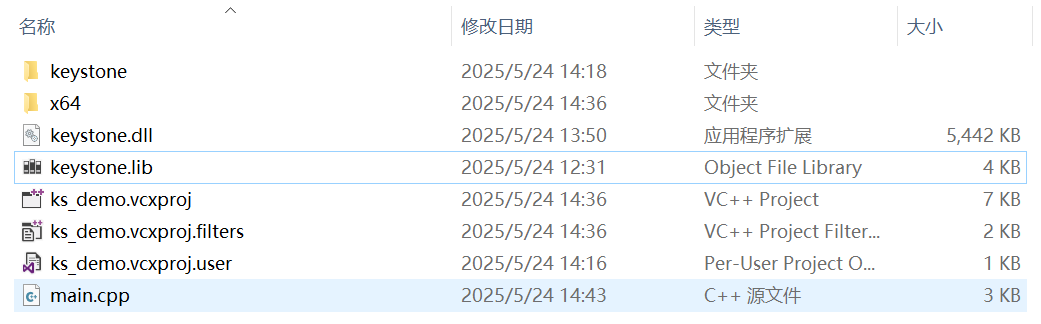 名称 修改日期 类型 大小
keystone 2025/5/24 14:18 文件夹
x64 2025/5/24 14:36 文件夹
keystone.dll 2025/5/24 13:50 应用程序扩展 5,442 KB
keystone.lib 2025/5/24 12:31 Object File Library 4 KB
ks_demo.vcxproj 2025/5/24 14:36 VC++ Project 7 KB
ks_demo.vcxproj.filters 2025/5/24 14:36 VC++ Project Filter... 2 KB
ks_demo.vcxproj.user 2025/5/24 14:16 Per-User Project O... 1 KB
main.cpp 2025/5/24 14:43 C++ 源文件 3 KB